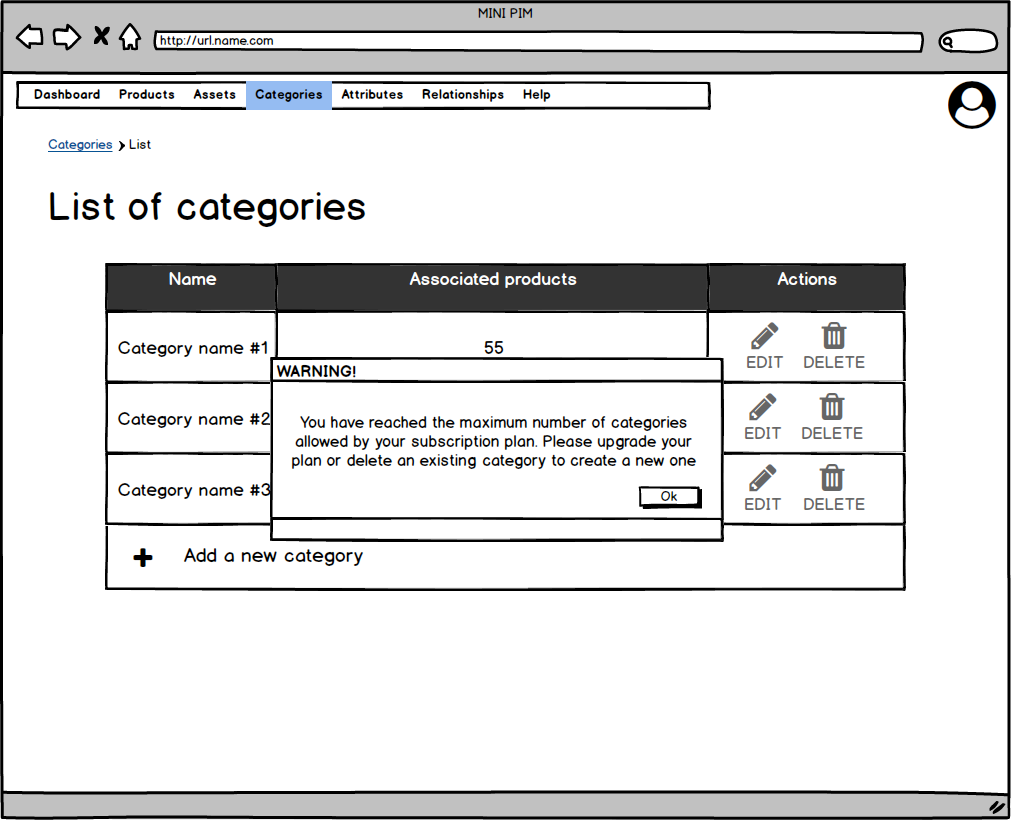 MINI PIM
http://url.name.com
Dashboard Products Assets Categories Attributes Relationships Help
Categories List
List of categories
Name Associated products Actions
Category name #1 55 EDIT DELETE
WARNING!
Category name #2 EDIT DELETE
You have reached the maximum number of categories
allowed by your subscription plan. Please upgrade your
plan or delete an existing category to create a new one
Category name #3 EDIT DELETE
Ok
Add a new category